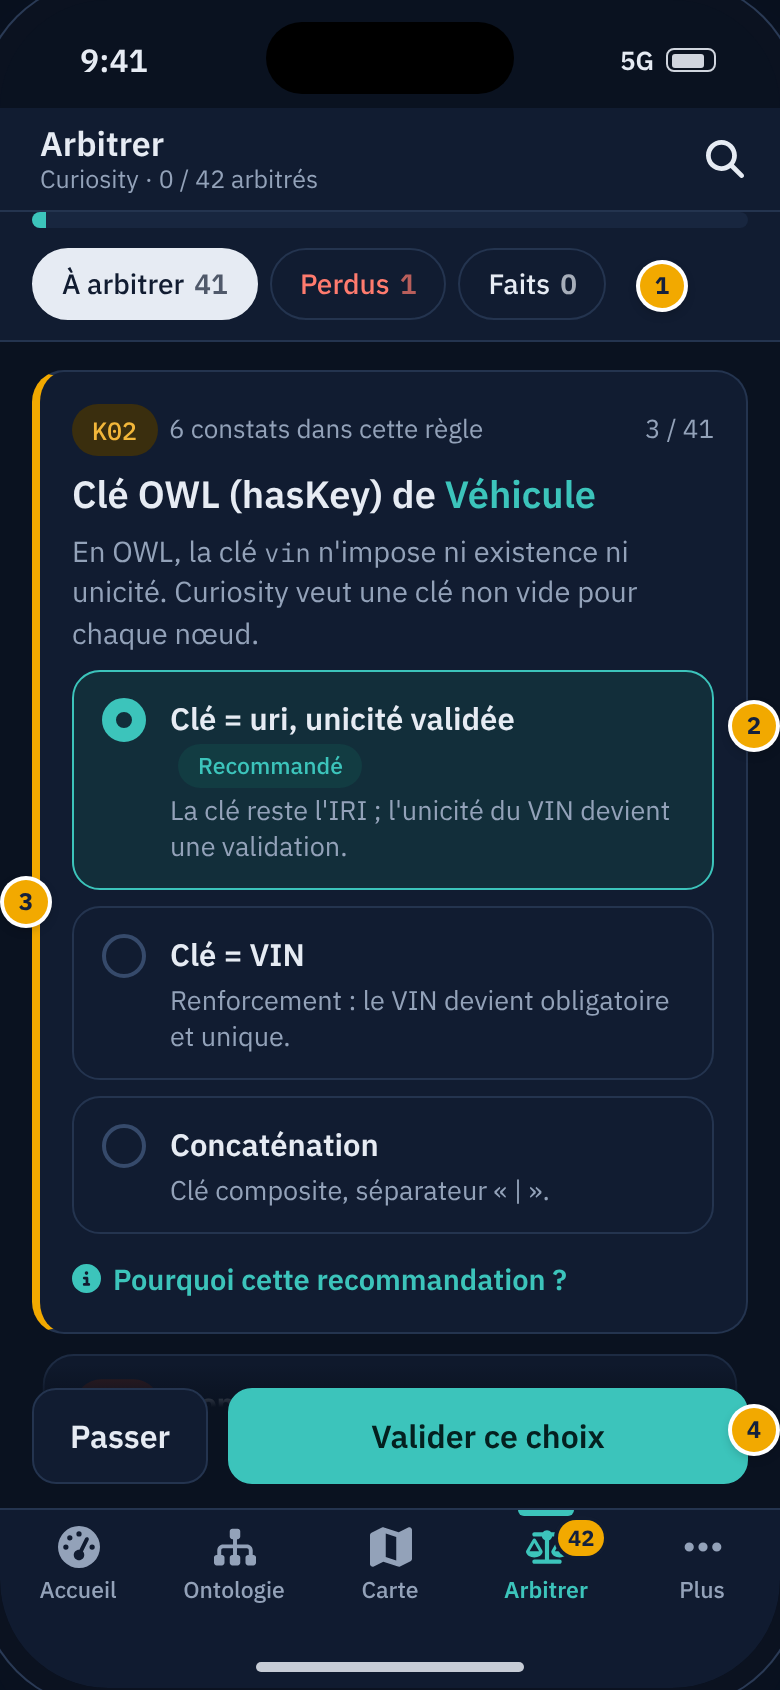 9:41
5G
Arbitrer
Curiosity · 0 / 42 arbitrés
À arbitrer 41
Perdus 1
Faits 0
1
K02
6 constats dans cette règle
3 / 41
Clé OWL (hasKey) de Véhicule
En OWL, la clé vin n'impose ni existence ni
unicité. Curiosity veut une clé non vide pour
chaque nœud.
Clé = uri, unicité validée
2
Recommandé
La clé reste l'IRI ; l'unicité du VIN devient
une validation.
3
Clé = VIN
Renforcement : le VIN devient obligatoire
et unique.
Concaténation
Clé composite, séparateur « | ».
Pourquoi cette recommandation ?
Passer
Valider ce choix
4
42
Accueil
Ontologie
Carte
Arbitrer
Plus